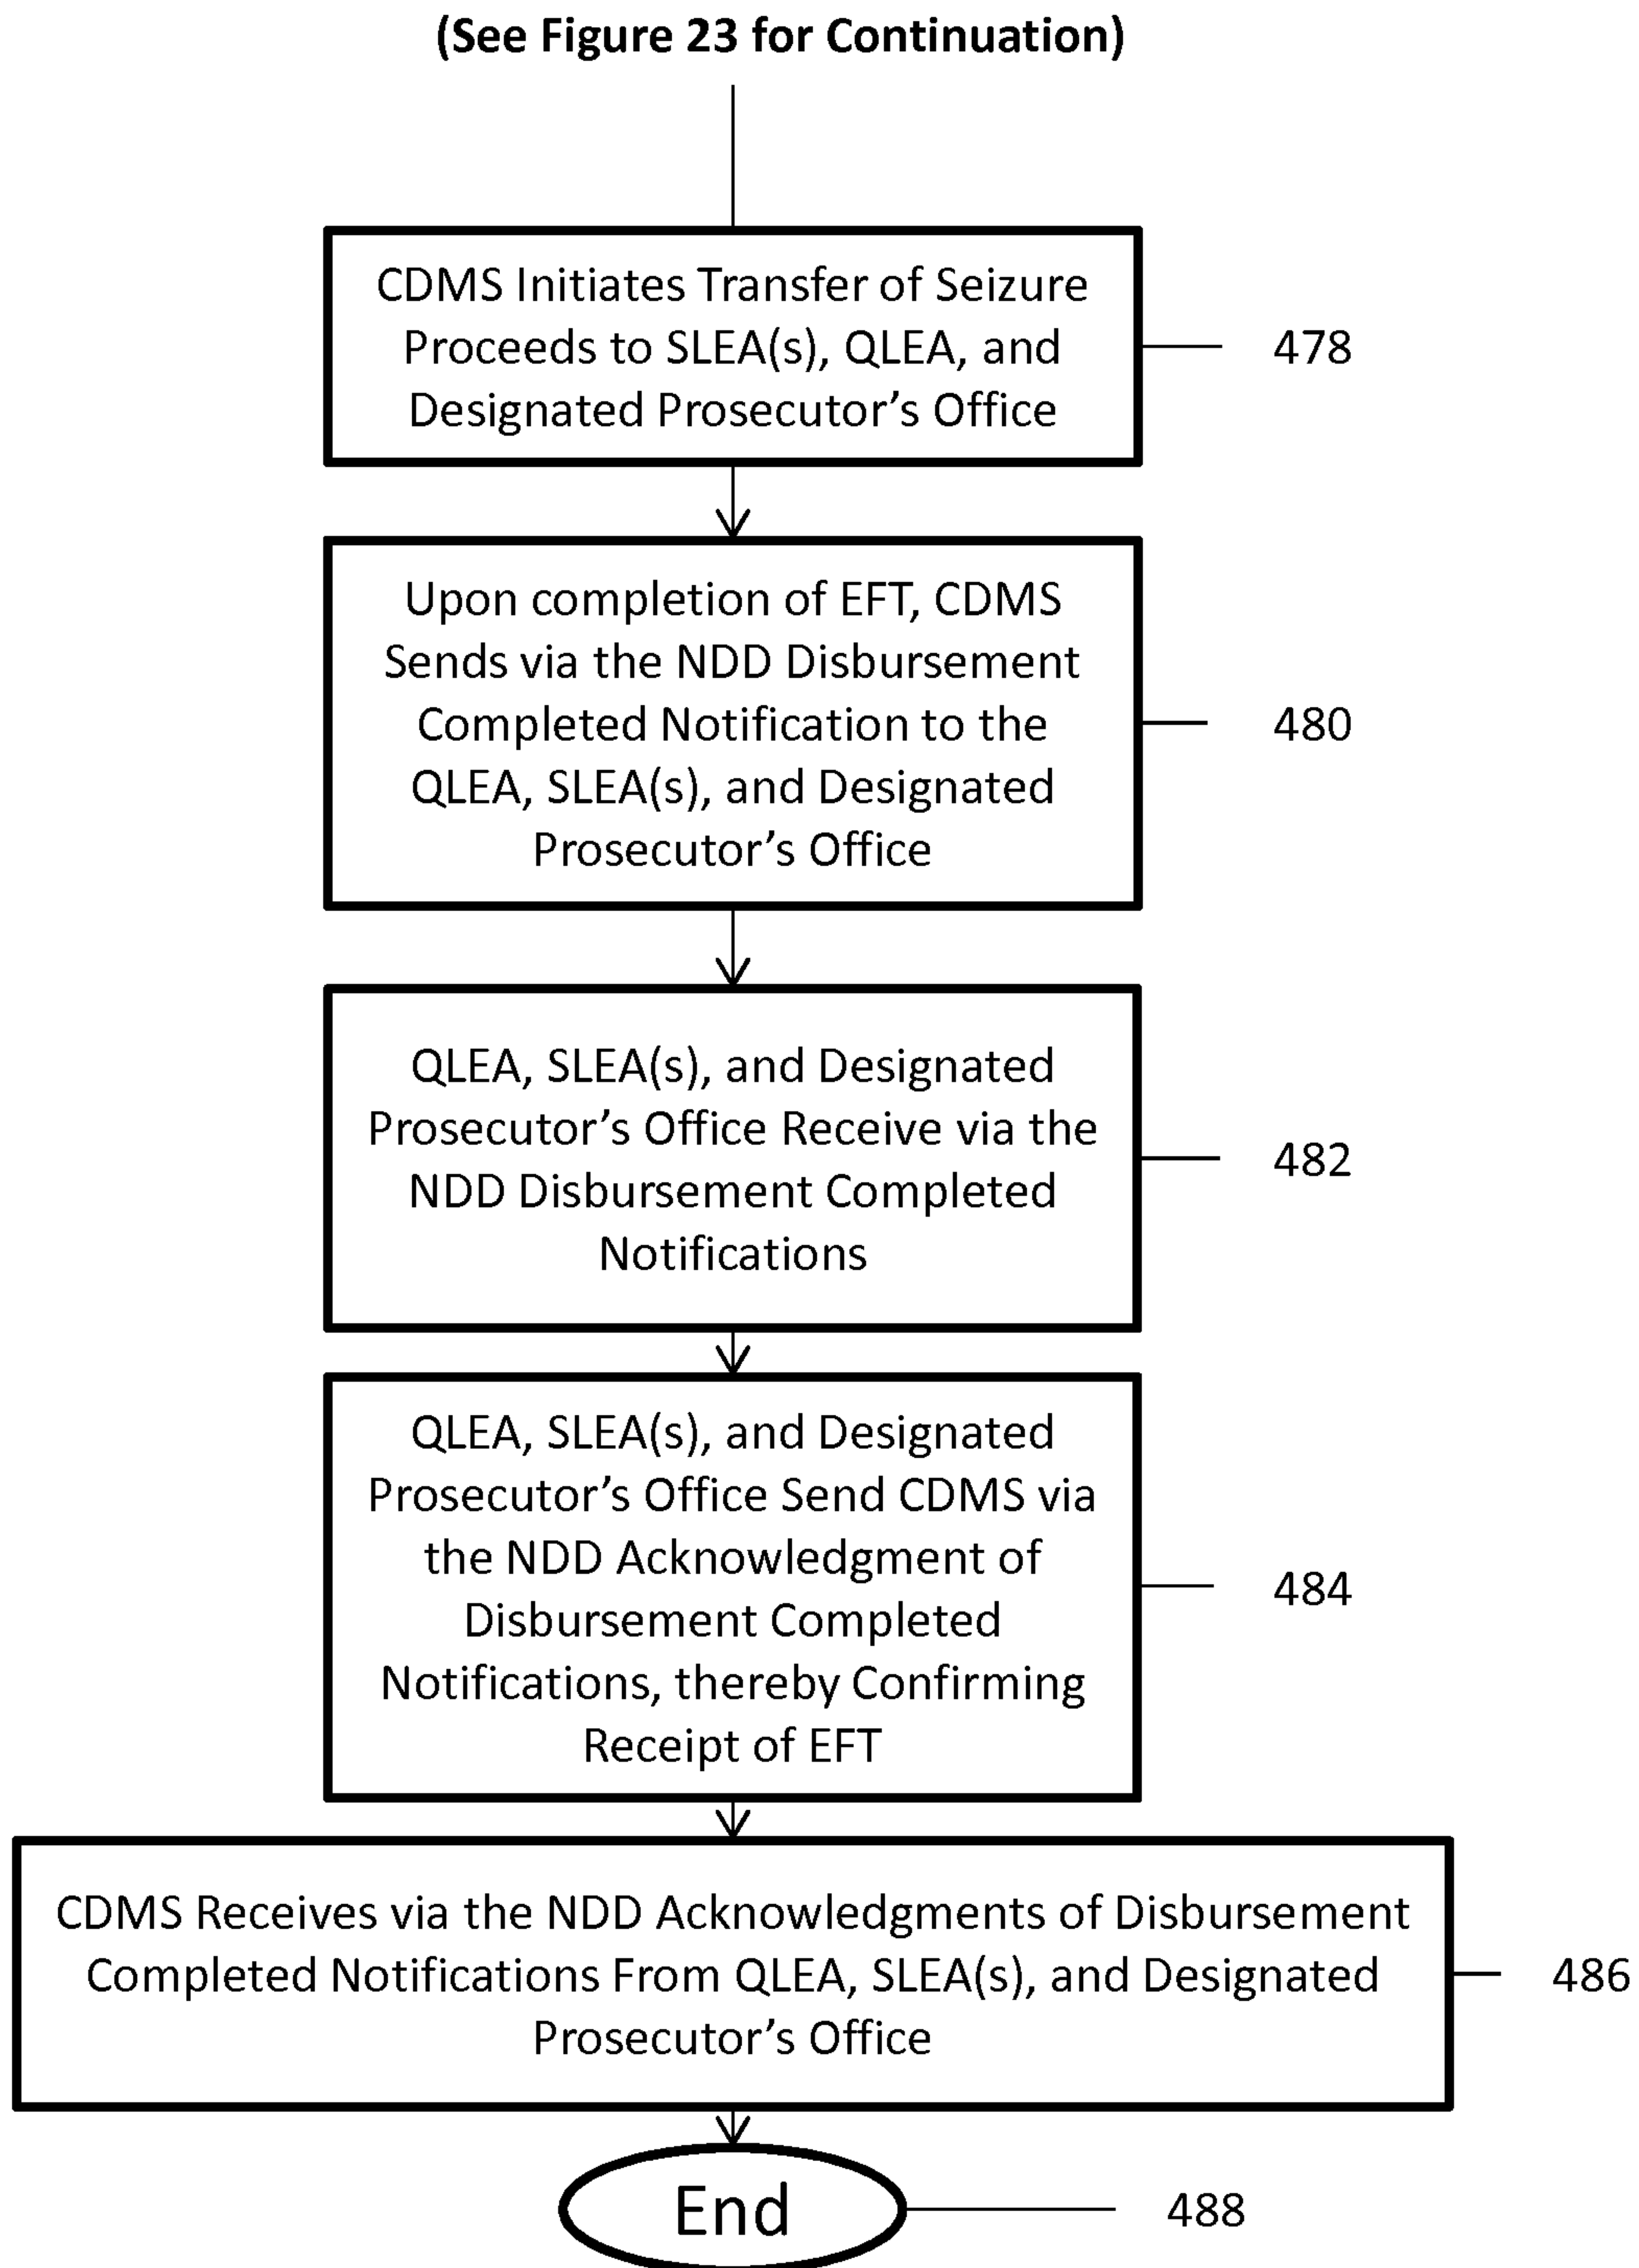 (See Figure 23 for Continuation)
CDMS Initiates Transfer of Seizure
Proceeds to SLEA(s), QLEA, and
Designated Prosecutor’s Office
478
Upon completion of EFT, CDMS
Sends via the NDD Disbursement
Completed Notification to the
QLEA, SLEA(s), and Designated
Prosecutor’s Office
480
QLEA, SLEA(s), and Designated
Prosecutor’s Office Receive via the
NDD Disbursement Completed
Notifications
482
QLEA, SLEA(s), and Designated
Prosecutor’s Office Send CDMS via
the NDD Acknowledgment of
Disbursement Completed
Notifications, thereby Confirming
Receipt of EFT
484
CDMS Receives via the NDD Acknowledgments of Disbursement
Completed Notifications From QLEA, SLEA(s), and Designated
Prosecutor’s Office
486
End
488